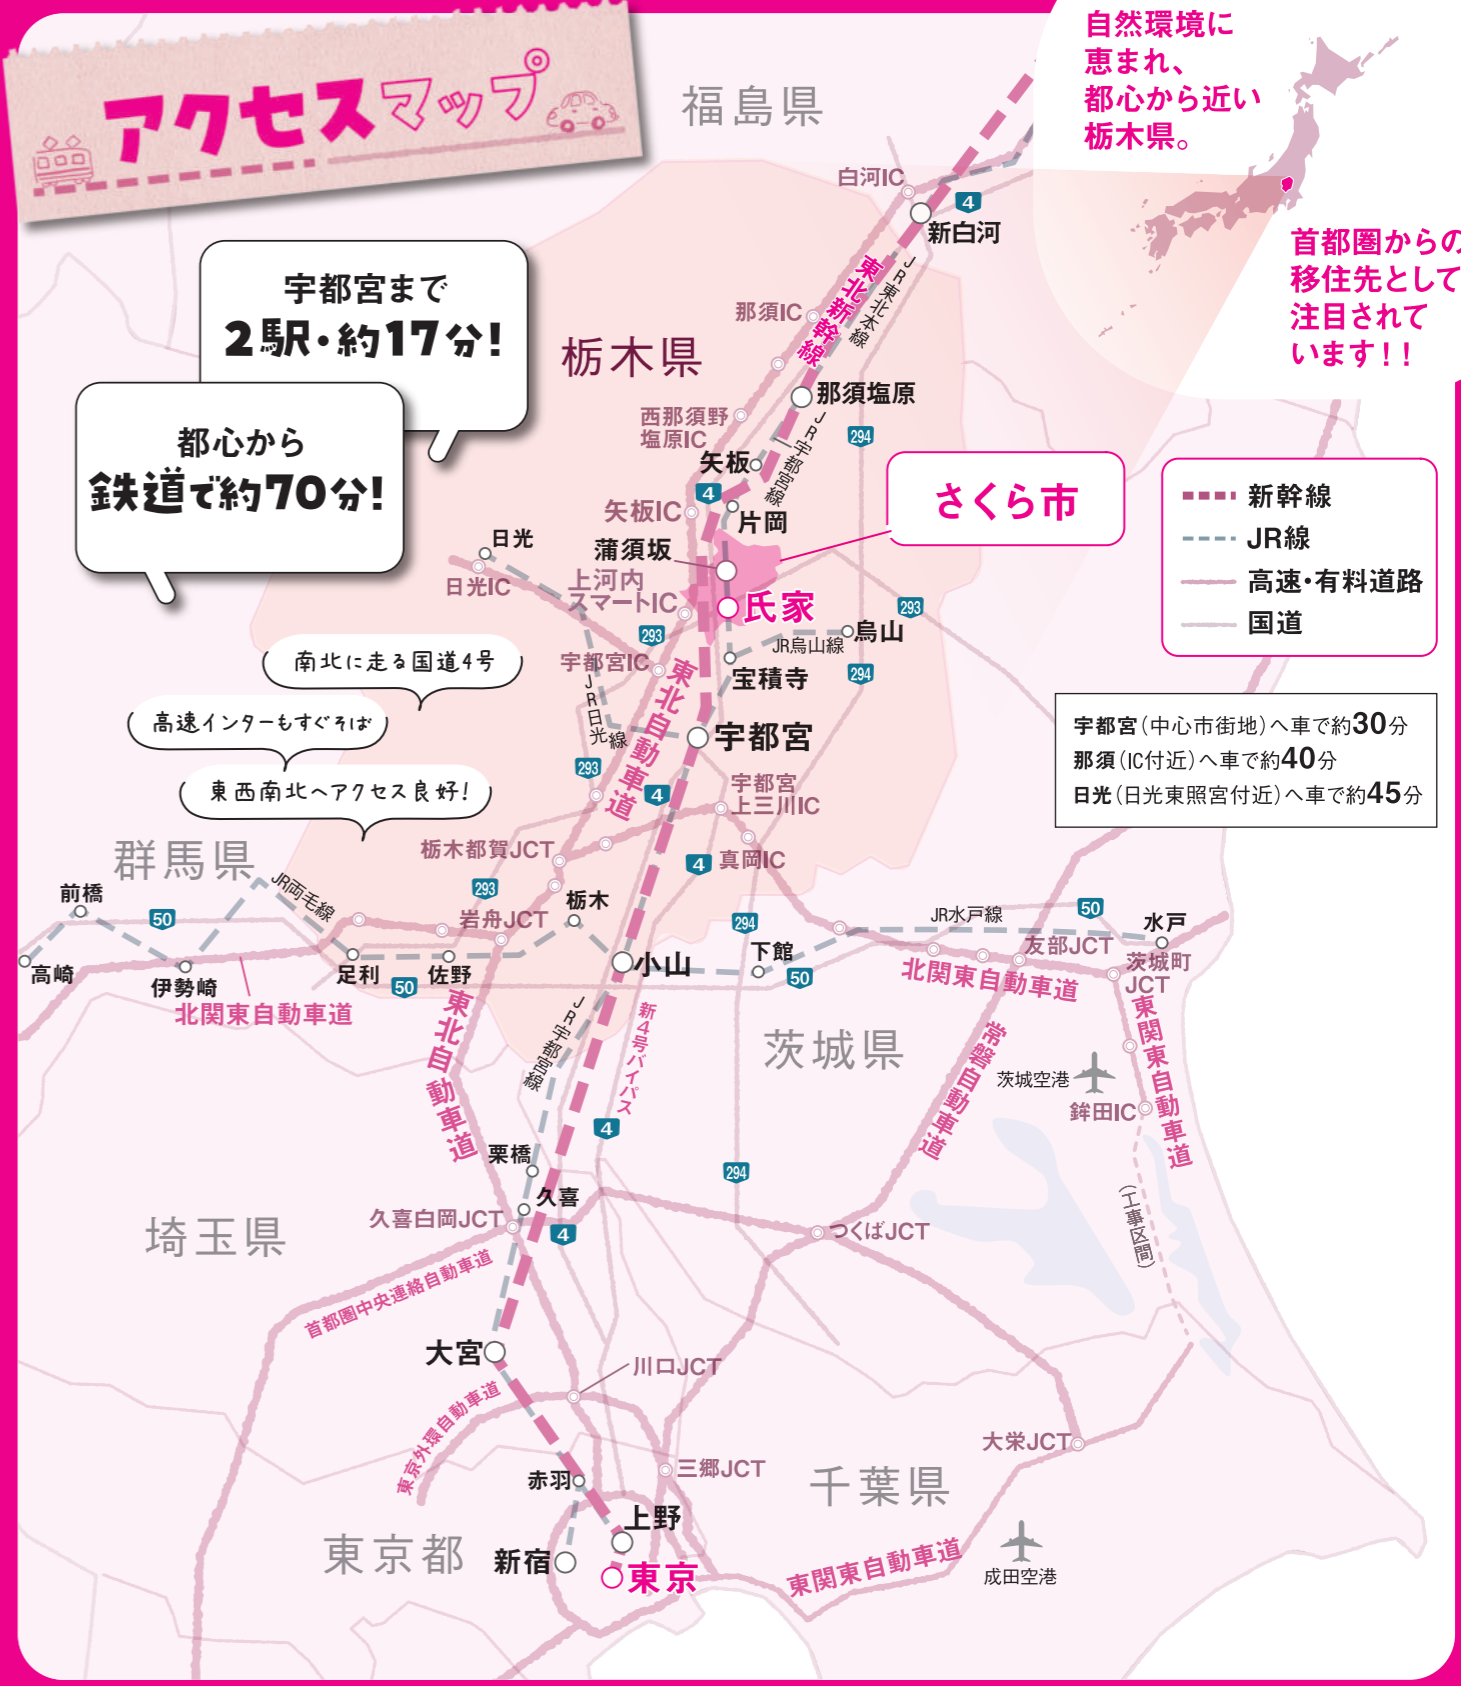 アクセスマップ
自然環境に
恵まれ、
都心から近い
栃木県。
首都圏からの
移住先として
注目されて
います!!
福島県
白河IC
4
新白河
宇都宮まで
2駅・約17分!
都心から
鉄道で約70分!
栃木県
那須IC
東北新幹線
JR東北本線
那須塩原
西那須野
塩原IC
JR宇都宮線
294
矢板
4
片岡
矢板IC
さくら市
新幹線
JR線
高速・有料道路
国道
日光
日光IC
蒲須坂
上河内
スマートIC
氏家
293
293
烏山
JR烏山線
294
宇都宮IC
宝積寺
JR日光線
東北自動車道
宇都宮
南北に走る国道4号
高速インターもすぐそば
東西南北へアクセス良好!
宇都宮(中心市街地)へ車で約30分
那須(IC付近)へ車で約40分
日光(日光東照宮付近)へ車で約45分
293
4
宇都宮
上三川IC
栃木都賀JCT
4
真岡IC
群馬県
前橋
50
JR両毛線
293
岩舟JCT
栃木
294
下館
50
JR水戸線
50
水戸
友部JCT
茨城町
JCT
高崎
伊勢崎
足利
50
佐野
小山
北関東自動車道
北関東自動車道
東北自動車道
JR宇都宮線
新4号バイパス
茨城県
常磐自動車道
東関東自動車道
茨城空港
鉾田IC
4
294
栗橋
久喜
久喜白岡JCT
4
埼玉県
つくばJCT
(工事区間)
首都圏中央連絡自動車道
大宮
川口JCT
東京外環自動車道
大栄JCT
三郷JCT
赤羽
千葉県
上野
東京都
新宿
東京
東関東自動車道
成田空港